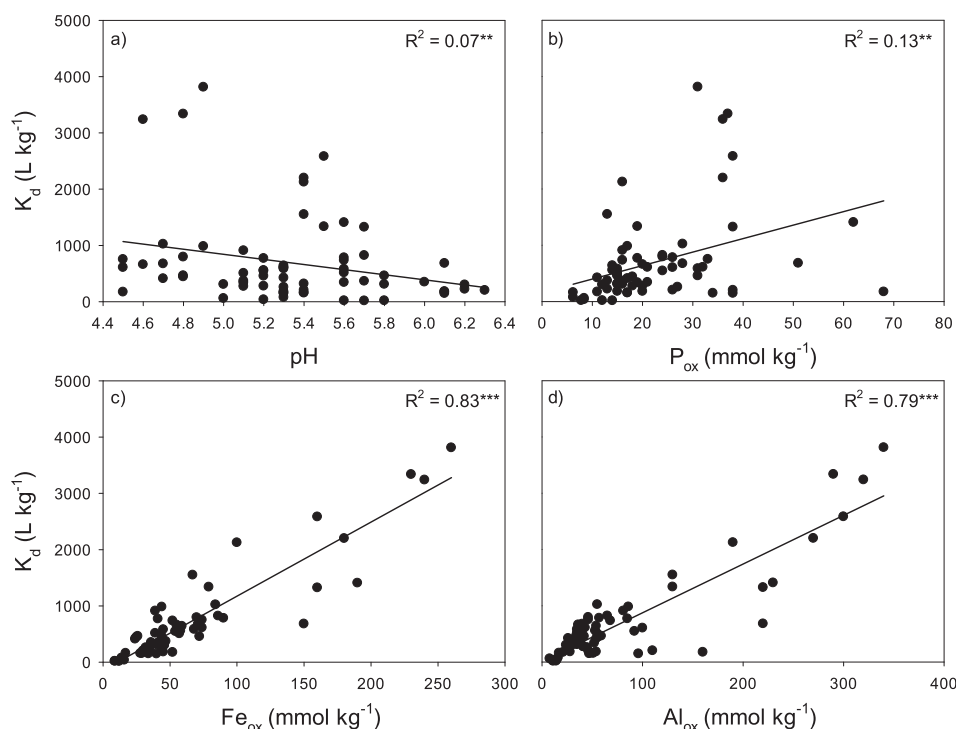 a) R² = 0.07**
b) R² = 0.13**
5000
4000
3000
2000
1000
0
K_d (L kg⁻¹)
4.4 4.6 4.8 5.0 5.2 5.4 5.6 5.8 6.0 6.2 6.4
0 10 20 30 40 50 60 70 80
pH
P_ox (mmol kg⁻¹)
c) R² = 0.83***
d) R² = 0.79***
5000
4000
3000
2000
1000
0
K_d (L kg⁻¹)
0 50 100 150 200 250 300
0 100 200 300 400
Fe_ox (mmol kg⁻¹)
Al_ox (mmol kg⁻¹)